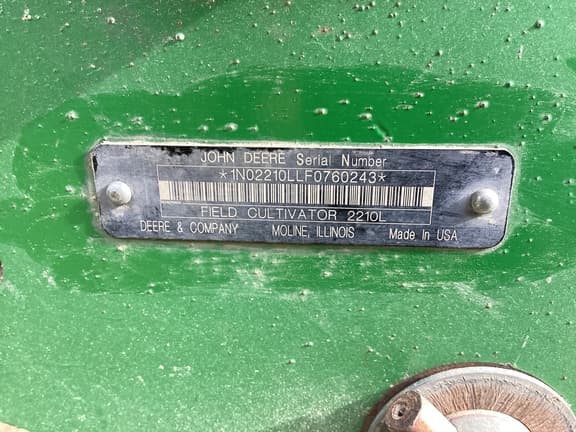 JOHN DEERE Serial Number
*1N02210LLF0760243*
FIELD CULTIVATOR 2210L
DEERE & COMPANY MOLINE, ILLINOIS Made In USA